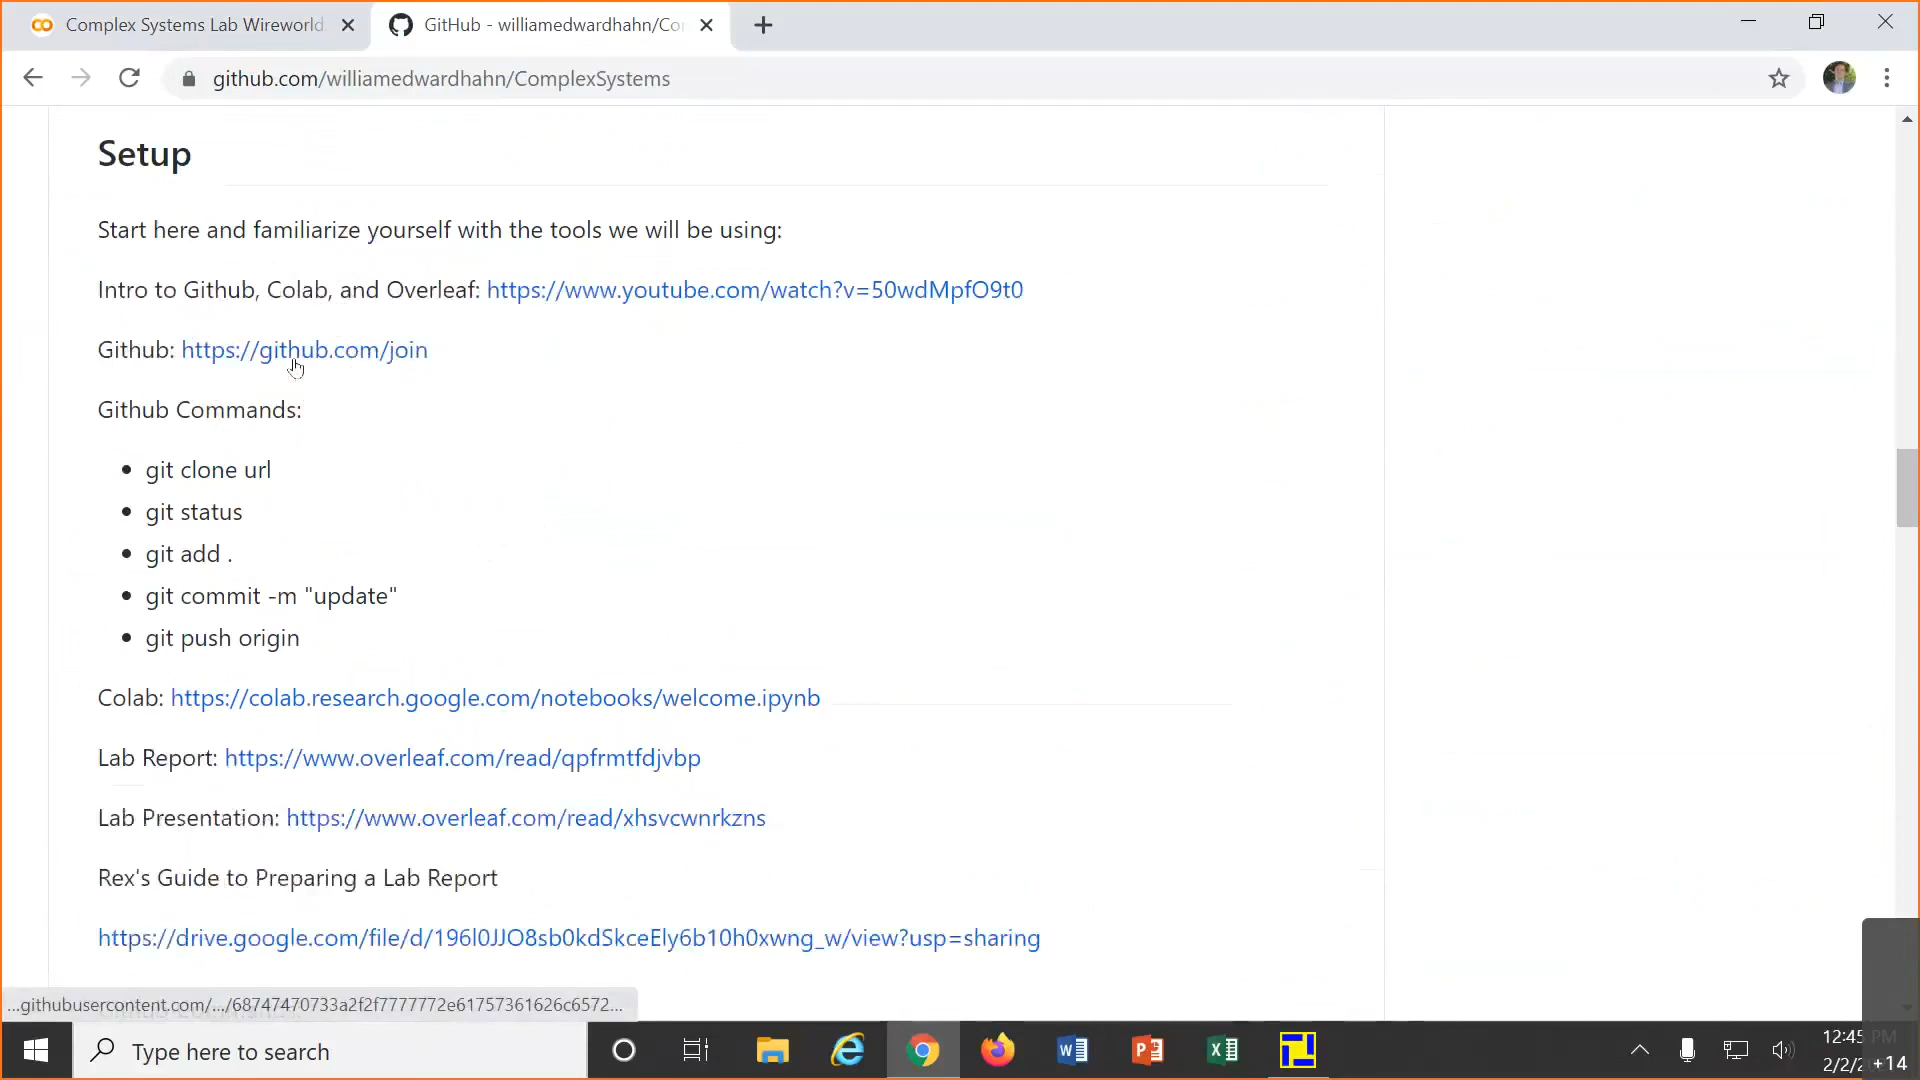 Complex Systems Lab Wireworld
GitHub - williamedwardhahn/Co
github.com/williamedwardhahn/ComplexSystems
Setup
Start here and familiarize yourself with the tools we will be using:
Intro to Github, Colab, and Overleaf: https://www.youtube.com/watch?v=50wdMpfO9t0
Github: https://github.com/join
Github Commands:
• git clone url
• git status
• git add .
• git commit -m "update"
• git push origin
Colab: https://colab.research.google.com/notebooks/welcome.ipynb
Lab Report: https://www.overleaf.com/read/qpfrmtfdjvbp
Lab Presentation: https://www.overleaf.com/read/xhsvcwnrkzns
Rex's Guide to Preparing a Lab Report
https://drive.google.com/file/d/196l0JJO8sb0kdSkceEly6b10h0xwng_w/view?usp=sharing
...githubusercontent.com/.../68747470733a2f2f7777772e61757361626c6572...
Type here to search
12:45 PM
2/2/2
+14